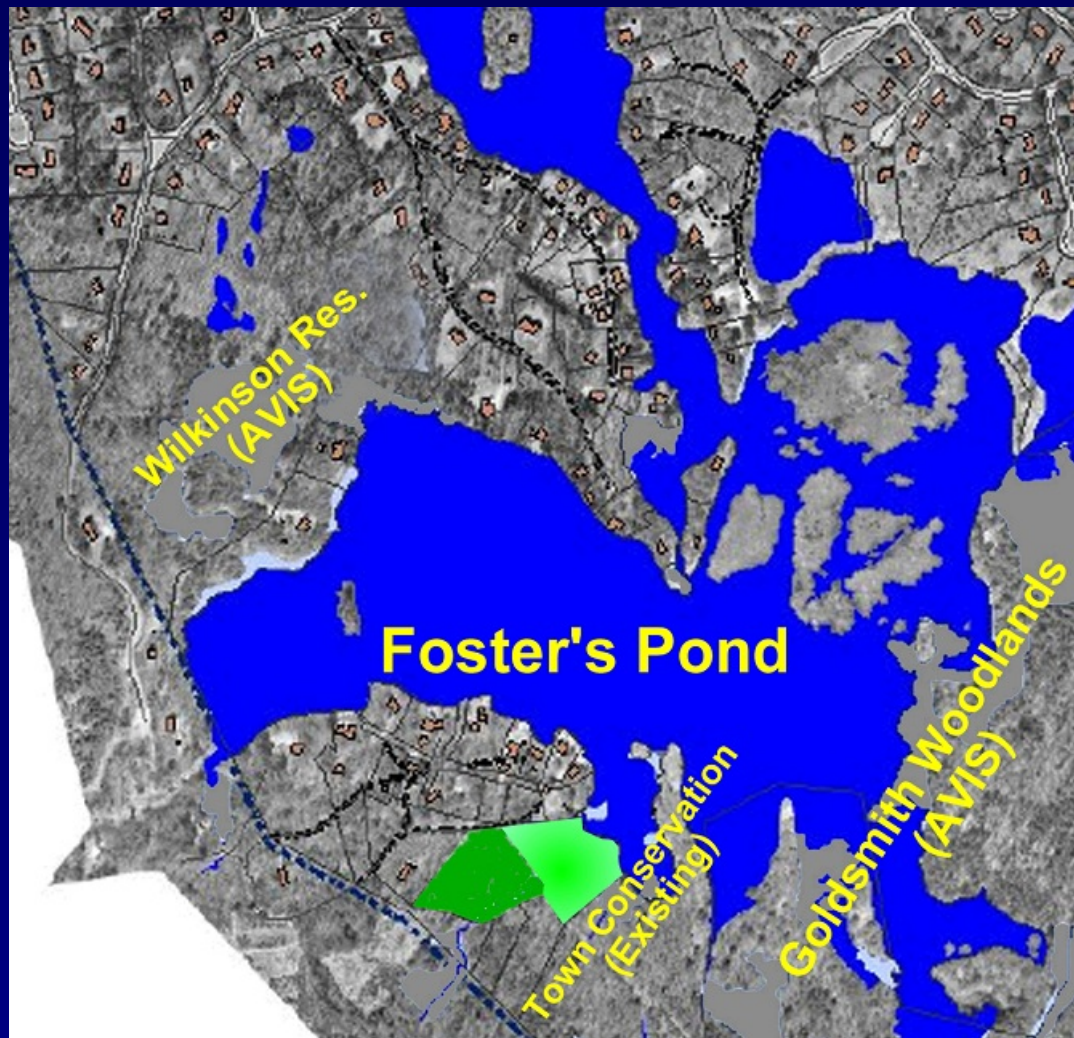 Wilkinson Res.
(AVIS)
Foster's Pond
Town Conservation
(Existing)
Goldsmith Woodlands
(AVIS)